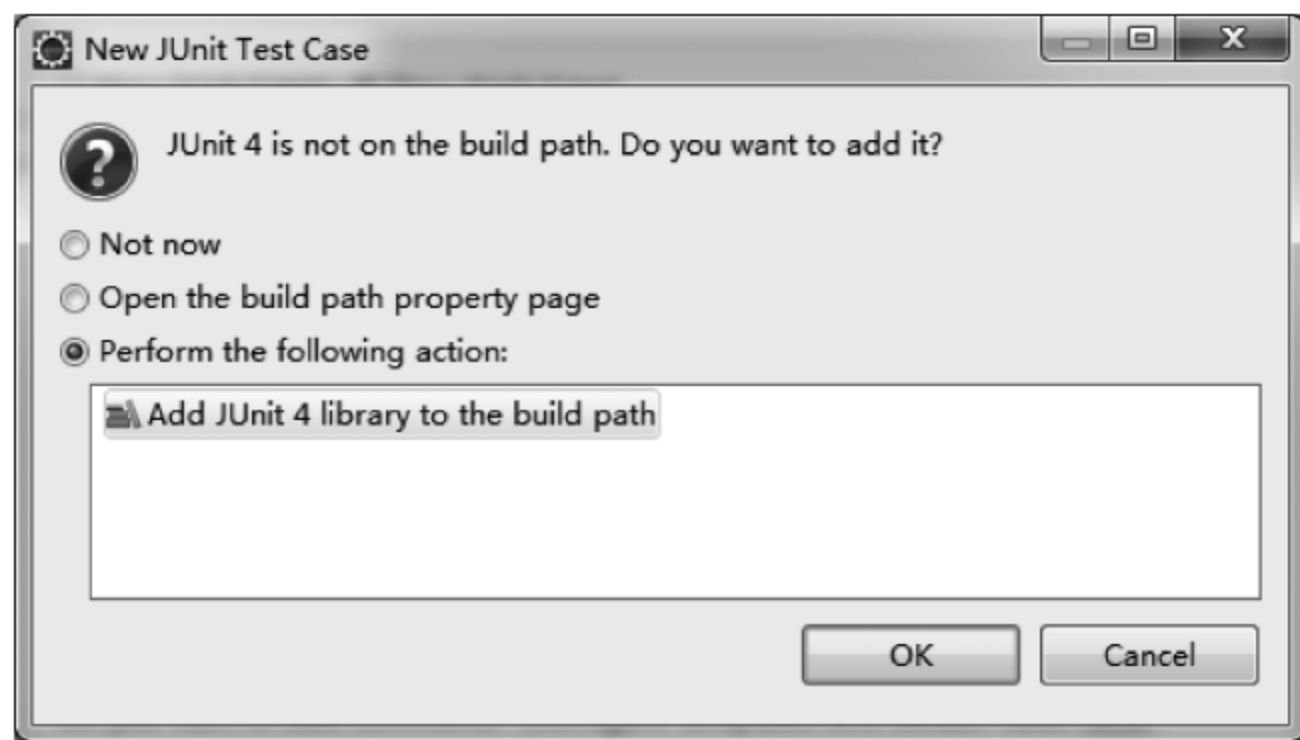 New JUnit Test Case
JUnit 4 is not on the build path. Do you want to add it?
Not now
Open the build path property page
Perform the following action:
Add JUnit 4 library to the build path
OK
Cancel